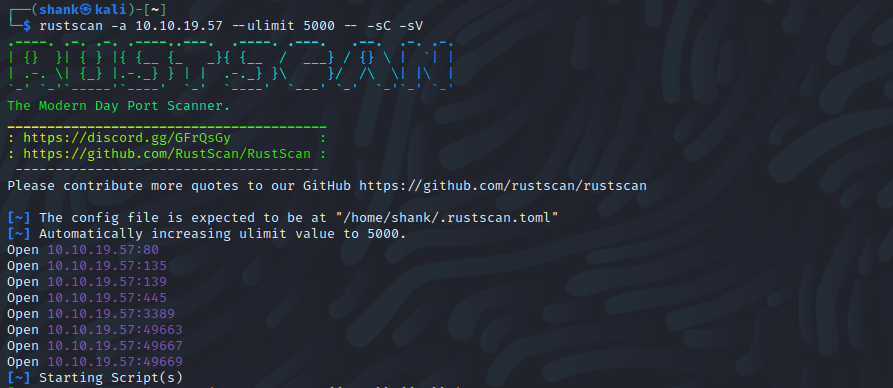 ┌──(shank㉿kali)-[~]
└─$ rustscan -a 10.10.19.57 --ulimit 5000 -- -sC -sV
.----. .-. .-. .----..---.  .----. .---.   .--.  .-. .-.
| {}  }| { } |{ {__ {_   _}{ {__  /  ___} / {} \ |  `| |
| .-. \| {_} |.-._} } | |  .-._} }\     }/  /\  \| |\  |
`-' `-'`-----'`----'  `-'  `----'  `---' `-'  `-'`-' `-'
The Modern Day Port Scanner.
________________________________________
: https://discord.gg/GFrQsGy           :
: https://github.com/RustScan/RustScan :
 --------------------------------------
Please contribute more quotes to our GitHub https://github.com/rustscan/rustscan
[~] The config file is expected to be at "/home/shank/.rustscan.toml"
[~] Automatically increasing ulimit value to 5000.
Open 10.10.19.57:80
Open 10.10.19.57:135
Open 10.10.19.57:139
Open 10.10.19.57:445
Open 10.10.19.57:3389
Open 10.10.19.57:49663
Open 10.10.19.57:49667
Open 10.10.19.57:49669
[~] Starting Script(s)